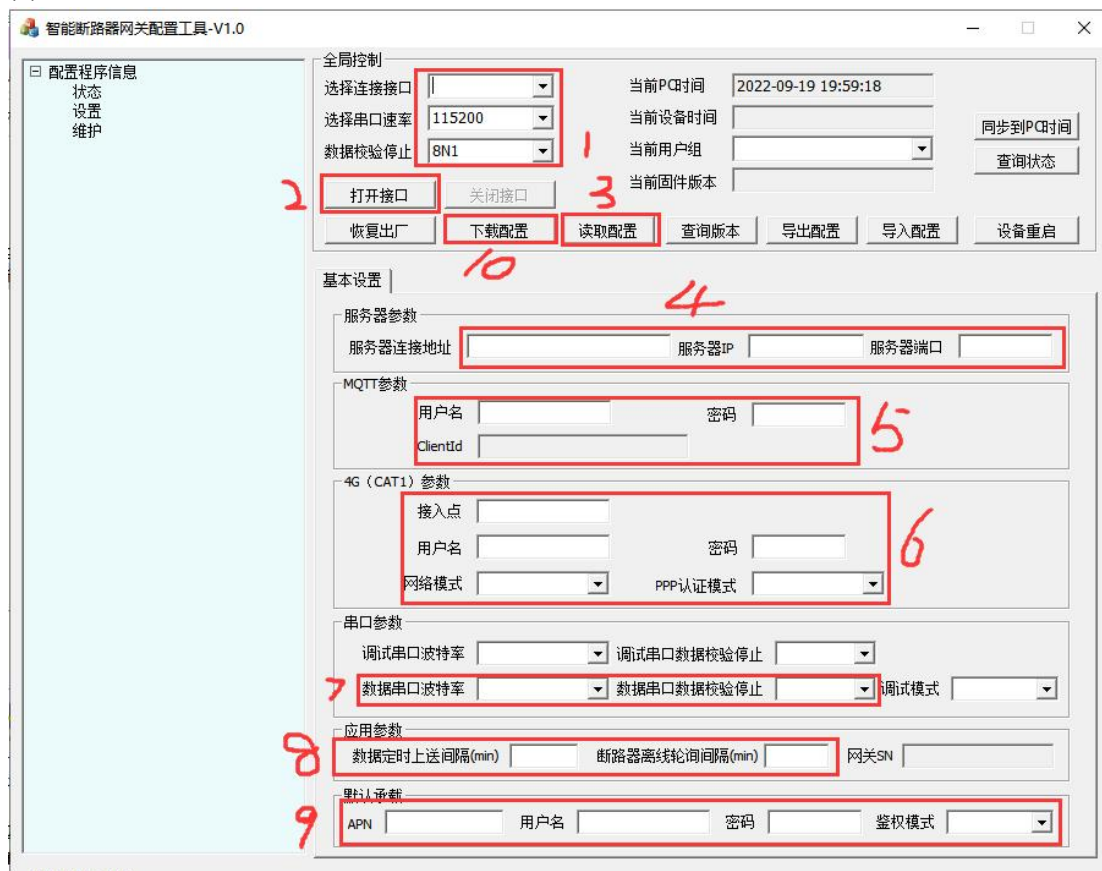 智能断路器网关配置工具-V1.0
配置程序信息
状态
设置
维护
全局控制
选择连接接口 当前PC时间 2022-09-19 19:59:18
选择串口速率 115200 当前设备时间 同步到PC时间
数据校验停止 8N1 1 当前用户组 查询状态
2 打开接口 关闭接口 3 当前固件版本
恢复出厂 下载配置 读取配置 查询版本 导出配置 导入配置 设备重启
10
基本设置 4
服务器参数
服务器连接地址 服务器IP 服务器端口
MQTT参数
用户名 密码 5
ClientId
4G（CAT1）参数
接入点
用户名 密码 6
网络模式 PPP认证模式
串口参数
调试串口波特率 调试串口数据校验停止
7 数据串口波特率 数据串口数据校验停止 调试模式
应用参数
8 数据定时上送间隔(min) 断路器离线轮询间隔(min) 网关SN
默认承载
9 APN 用户名 密码 鉴权模式